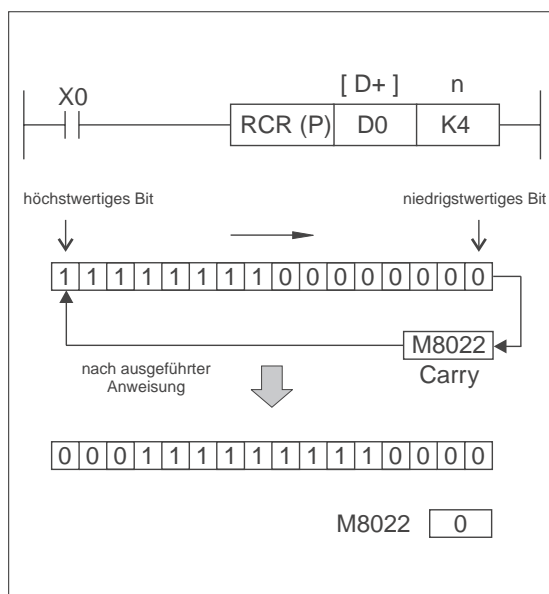 [ D+ ] n
X0
RCR (P) D0 K4
höchstwertiges Bit niedrigstwertiges Bit
1 1 1 1 1 1 1 1 0 0 0 0 0 0 0 0
M8022
Carry
nach ausgeführter
Anweisung
0 0 0 1 1 1 1 1 1 1 1 1 0 0 0 0
M8022 0